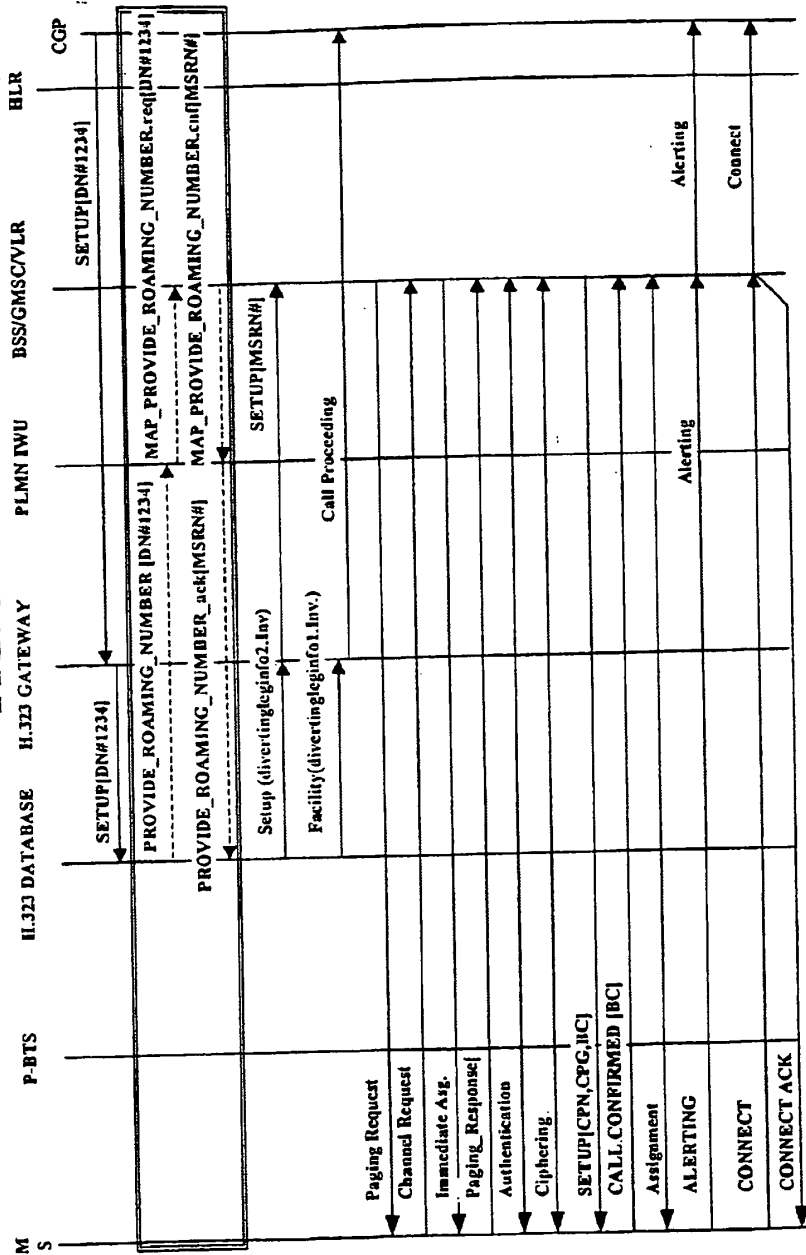 M
S
P-BTS
H.323 DATABASE
H.323 GATEWAY
PLMN IWU
BSS/GMSC/VLR
HLR
CGP
SETUP[DN#1234]
SETUP[DN#1234]
PROVIDE_ROAMING_NUMBER [DN#1234]
MAP_PROVIDE_ROAMING_NUMBER.req[DN#1234]
PROVIDE_ROAMING_NUMBER_ack[MSRN#]
MAP_PROVIDE_ROAMING_NUMBER.cnf[MSRN#]
Setup (divertingleginfo2.Inv)
SETUP[MSRN#]
Facility(divertingleginfo1.Inv.)
Call Proceeding
Paging Request
Channel Request
Immediate Asg.
Paging_Response[
Authentication
Ciphering
SETUP[CPN,CPG,BC]
CALL.CONFIRMED [BC]
Assignment
ALERTING
Alerting
Alerting
CONNECT
Connect
CONNECT ACK